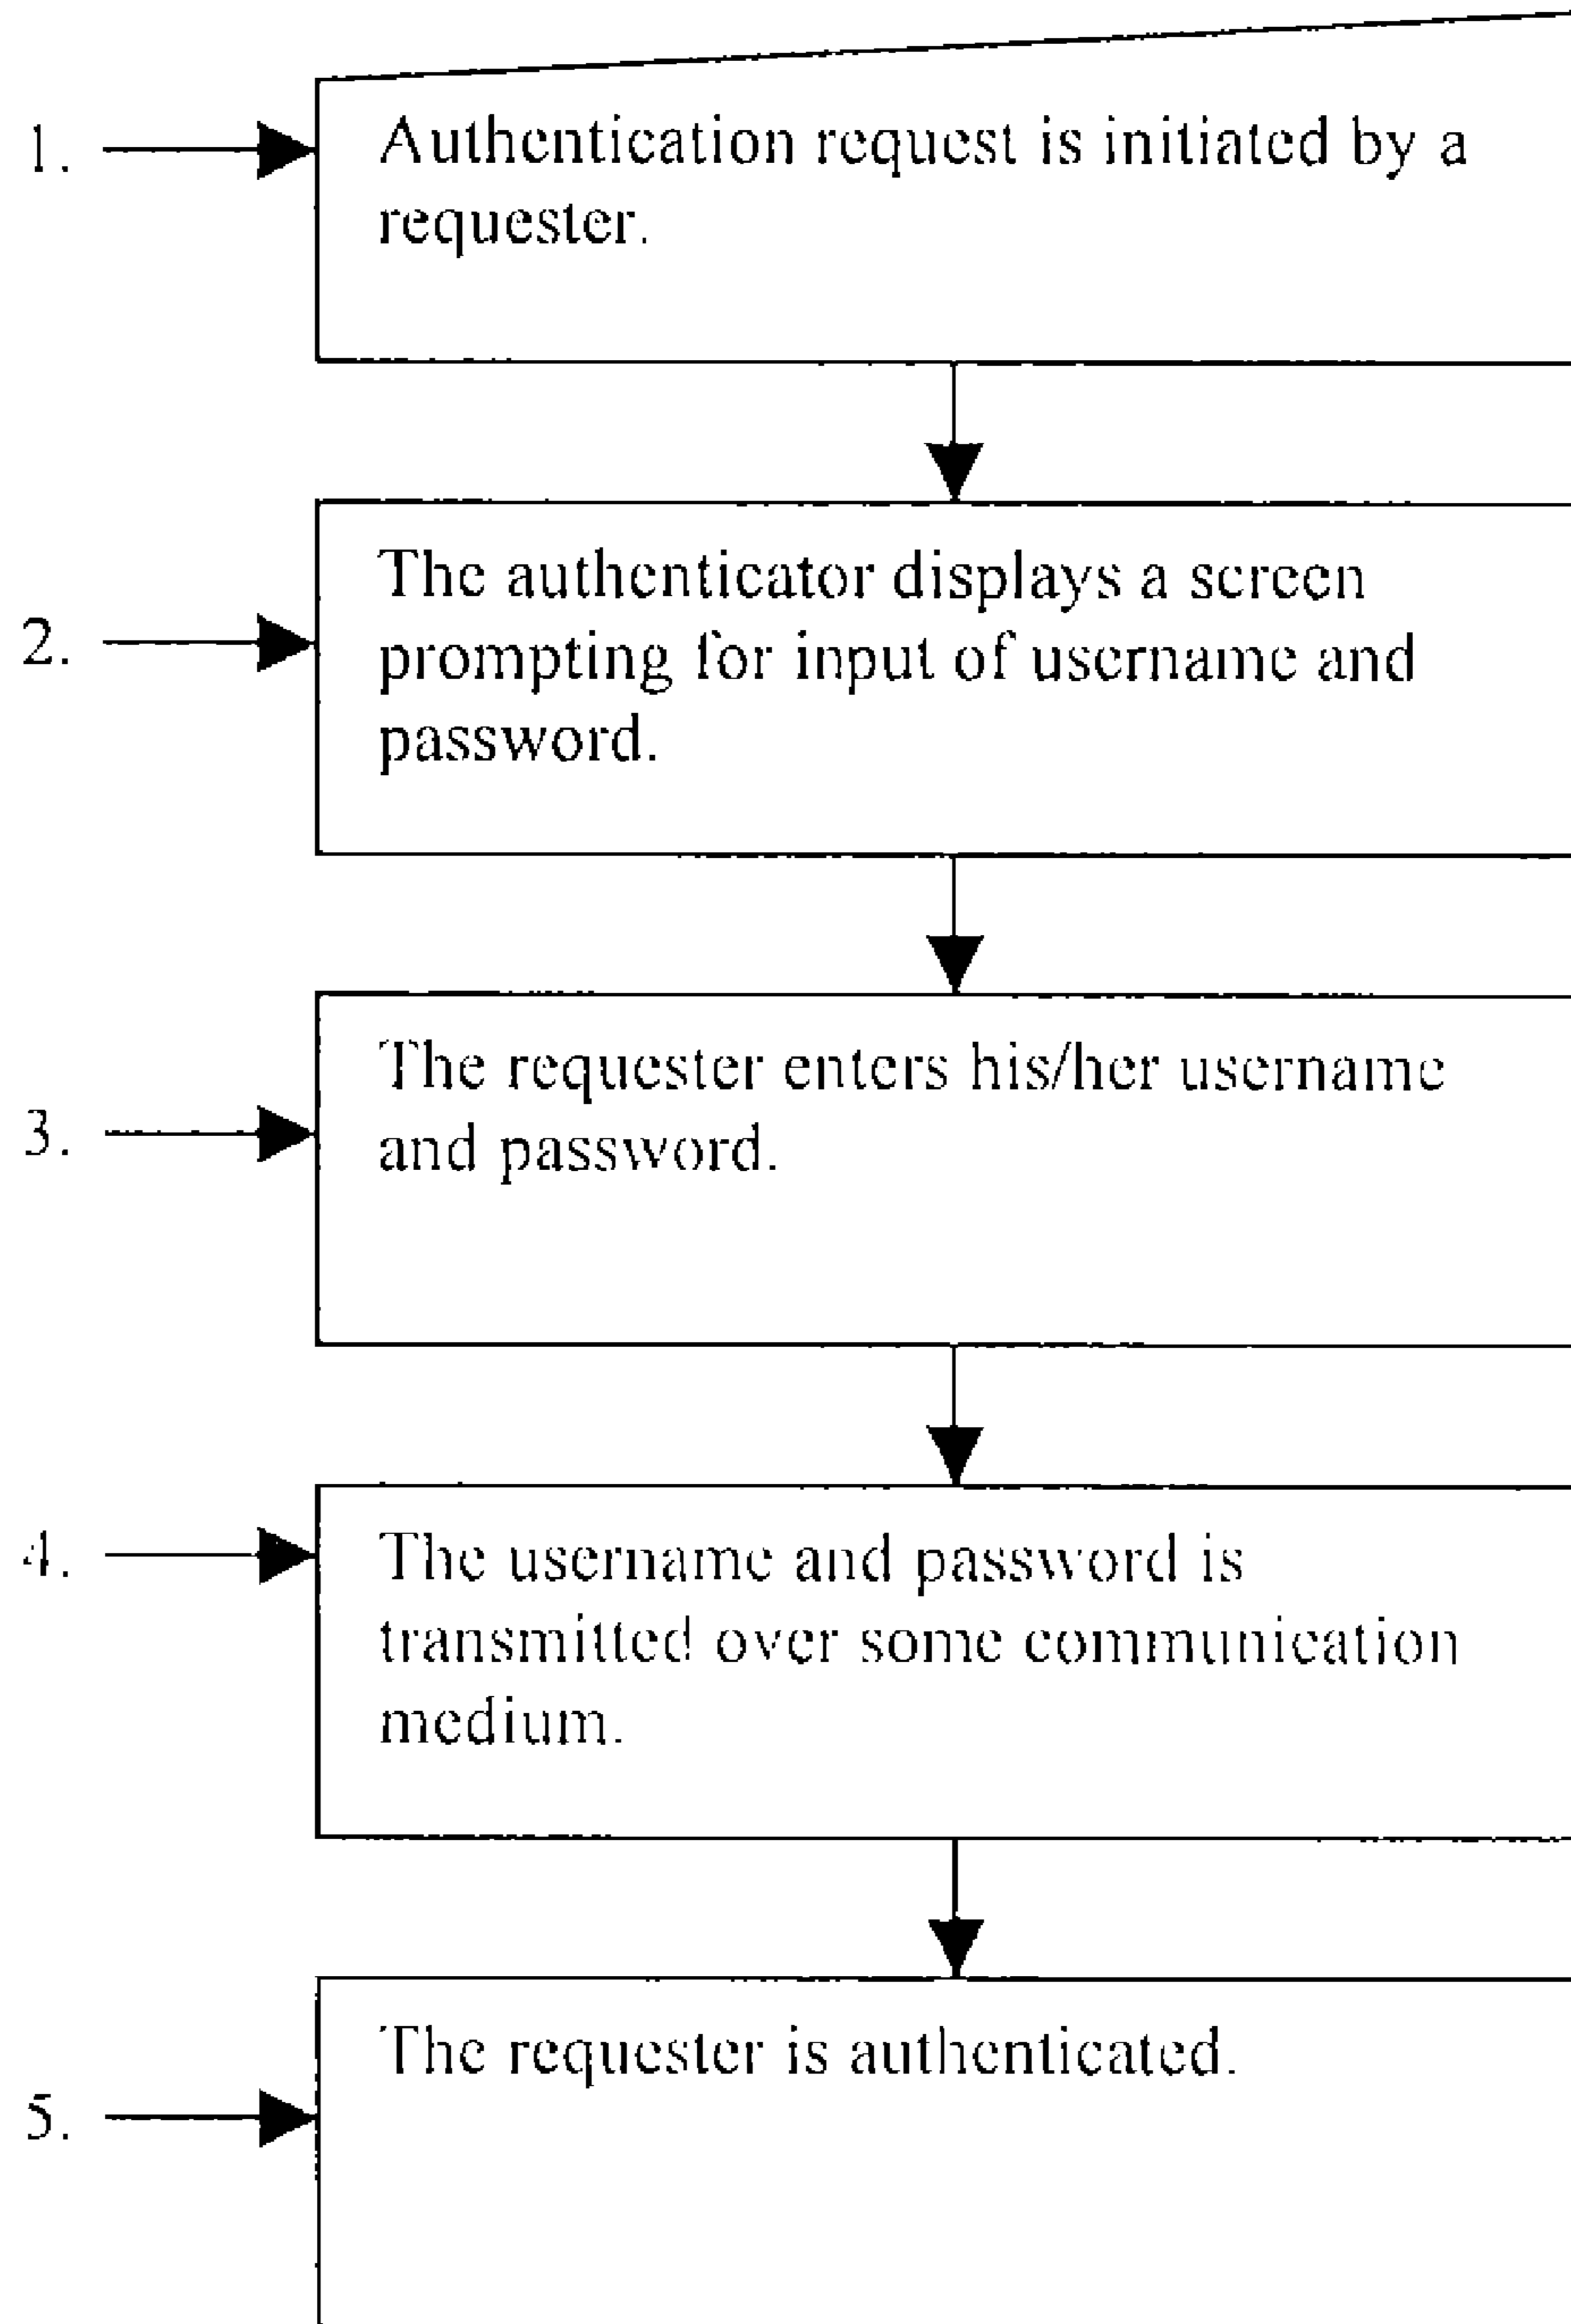 1.
Authentication request is initiated by a
requester.
2.
The authenticator displays a screen
prompting for input of username and
password.
3.
The requester enters his/her username
and password.
4.
The username and password is
transmitted over some communication
medium.
5.
The requester is authenticated.